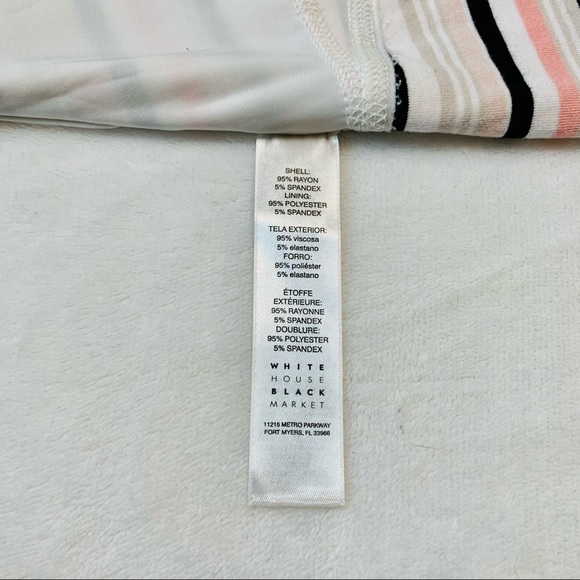 SHELL:
95% RAYON
5% SPANDEX
LINING:
95% POLYESTER
5% SPANDEX
TELA EXTERIOR:
95% viscosa
5% elastano
FORRO:
95% poliéster
5% elastano
ÉTOFFE
EXTÉRIEURE:
95% RAYONNE
5% SPANDEX
DOUBLURE:
95% POLYESTER
5% SPANDEX
WHITE
HOUSE
BLACK
MARKET
11215 METRO PARKWAY
FORT MYERS, FL 33966